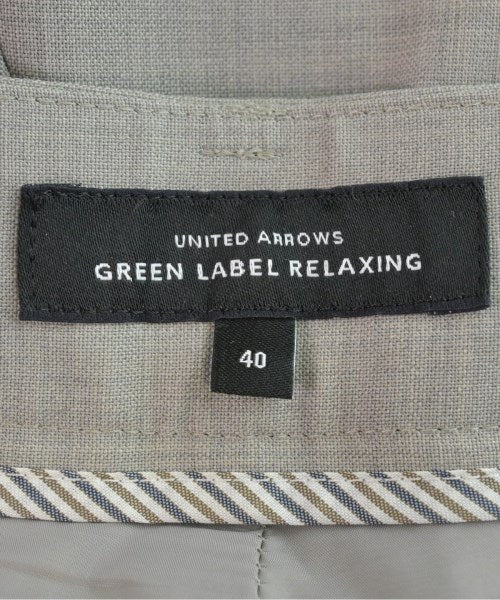 UNITED ARROWS
GREEN LABEL RELAXING
40